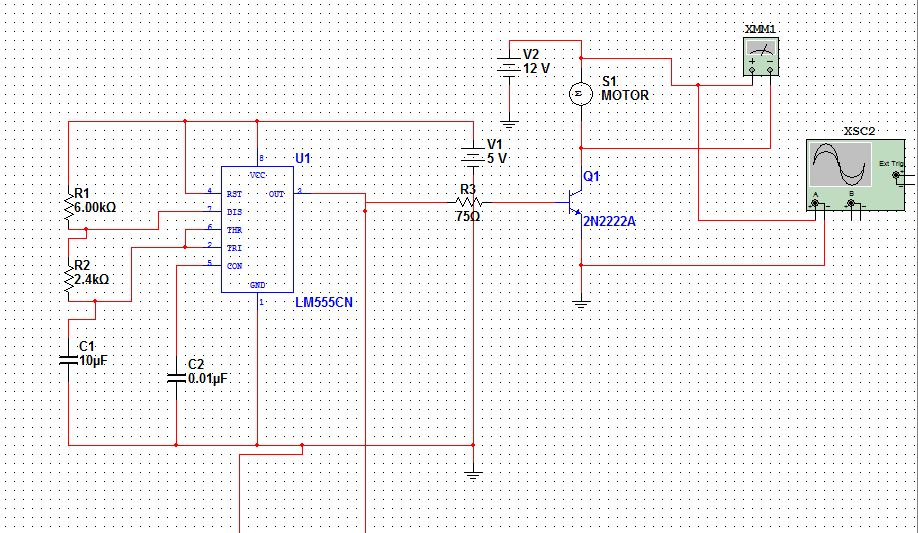 XMM1
V2
12 V
S1
MOTOR
M
XSC2
Ext Trig
A
B
V1
5 V
U1
8
VCC
4
RST
OUT
3
7
DIS
6
THR
2
TRI
5
CON
GND
1
LM555CN
R1
6.00kΩ
R2
2.4kΩ
R3
75Ω
Q1
2N2222A
C1
10µF
C2
0.01µF